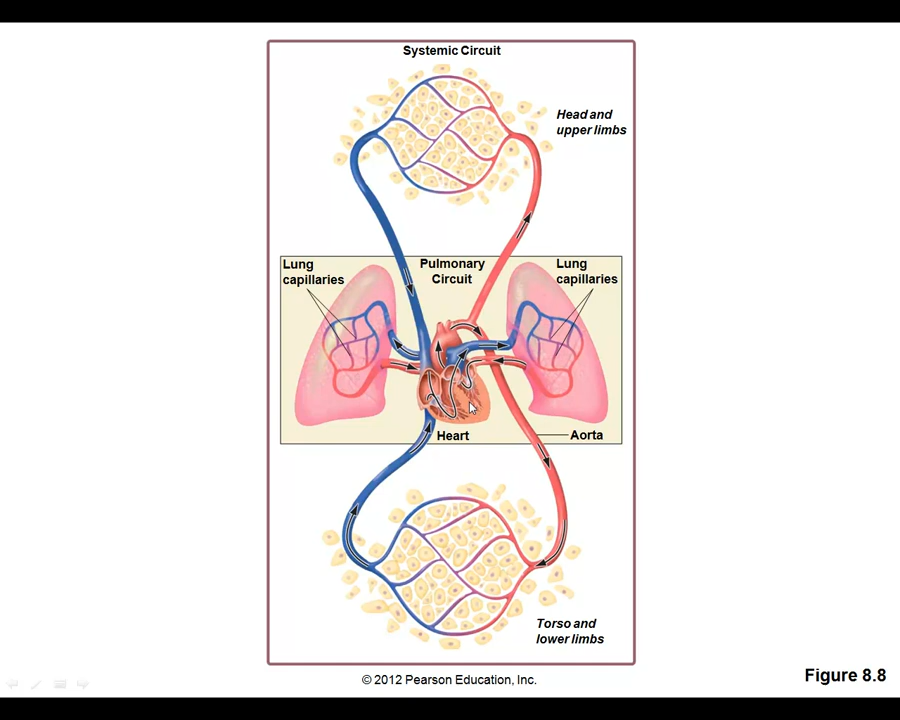 Systemic Circuit
Head and
upper limbs
Lung
capillaries
Pulmonary
Circuit
Lung
capillaries
Heart
Aorta
Torso and
lower limbs
© 2012 Pearson Education, Inc.
Figure 8.8